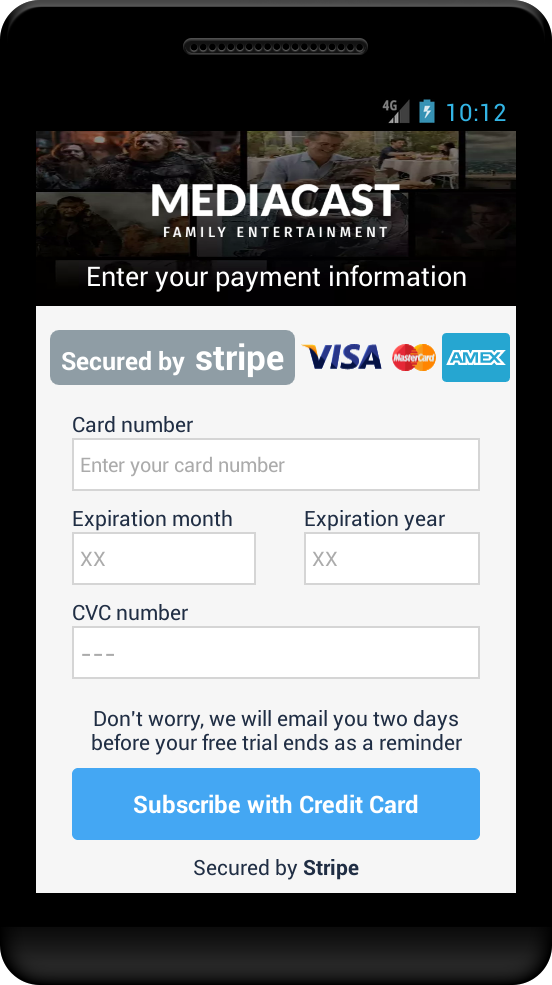 4G 10:12
MEDIACAST
FAMILY ENTERTAINMENT
Enter your payment information
Secured by stripe VISA MasterCard AMEX
Card number
Enter your card number
Expiration month Expiration year
XX XX
CVC number
---
Don't worry, we will email you two days
before your free trial ends as a reminder
Subscribe with Credit Card
Secured by Stripe